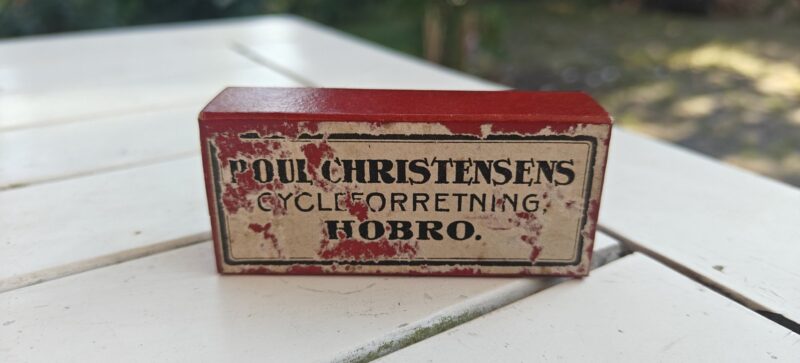 POUL CHRISTENSENS
CYCLEFORRETNING,
HOBRO.